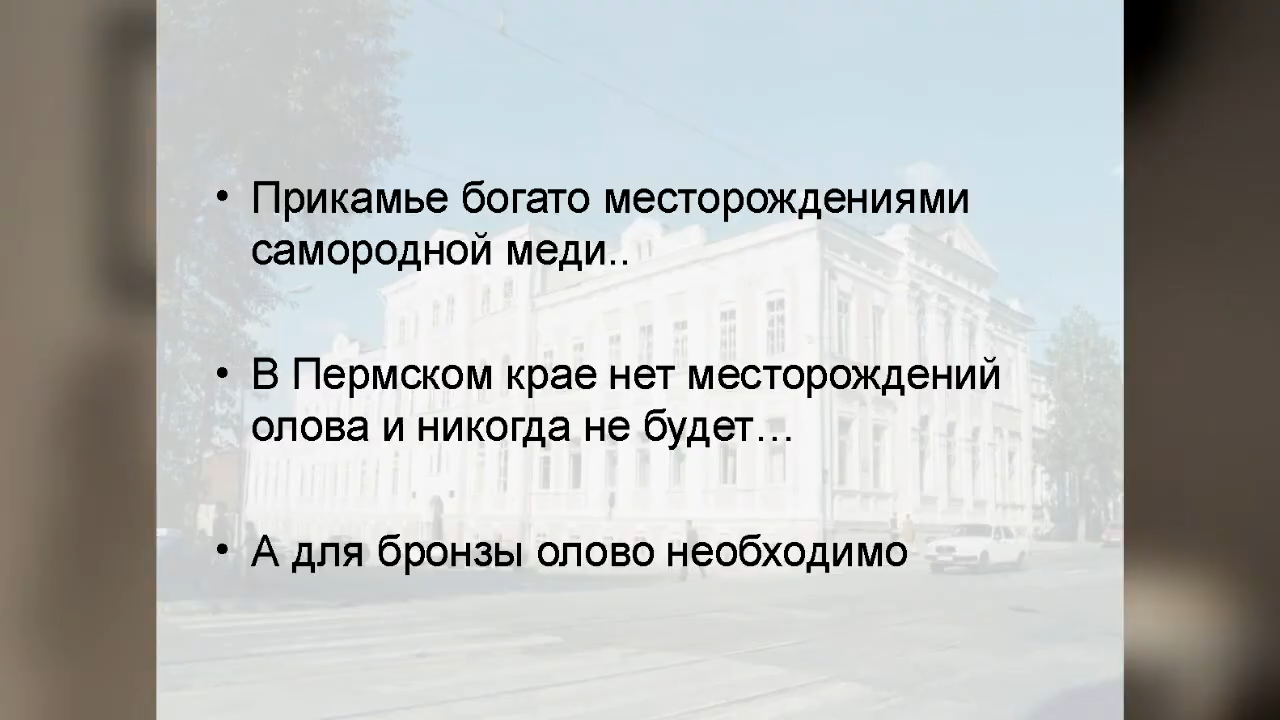 • Прикамье богато месторождениями
самородной меди..
• В Пермском крае нет месторождений
олова и никогда не будет…
• А для бронзы олово необходимо